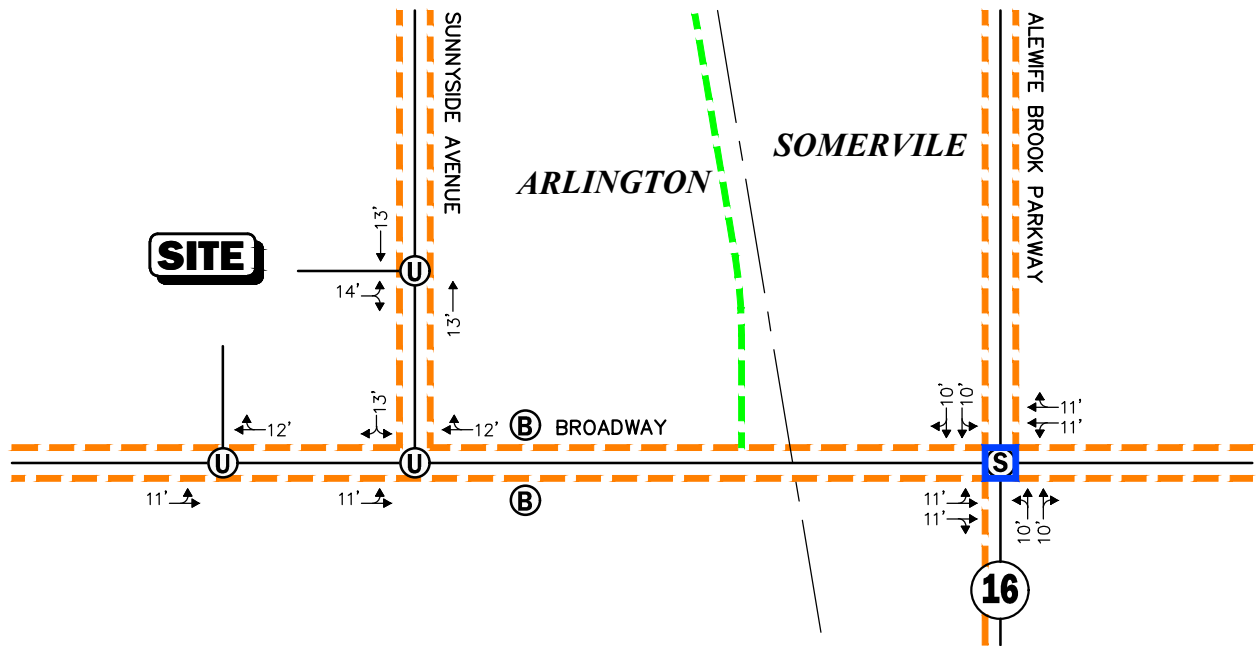 SUNNYSIDE AVENUE
ALEWIFE BROOK PARKWAY
SOMERVILE
ARLINGTON
SITE
13'
U
14'
13'
13'
10'
10'
11'
11'
12'
12'
B BROADWAY
U
U
S
11'
11'
B
11'
11'
10'
10'
16